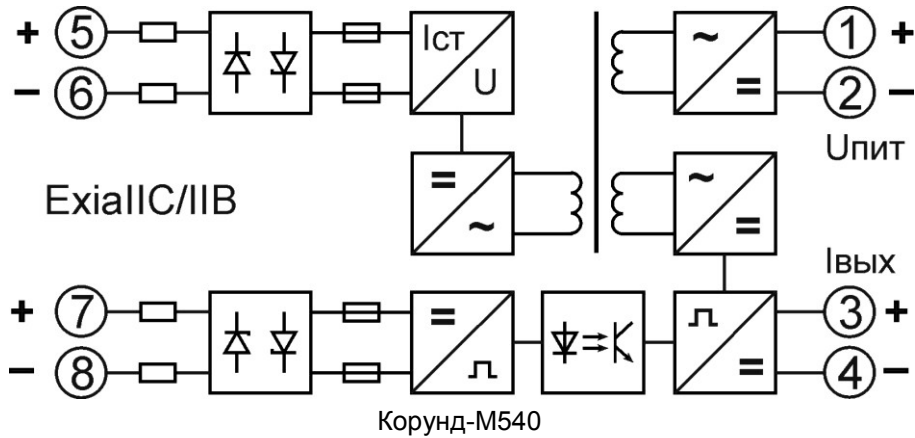 + 5 Iст ~ 1 +
U
− 6 = 2 −
Uпит
= ~
ExiaIIC/IIB ~ =
Iвых
+ 7 = 3 +
− 8 = 4 −
Корунд-М540